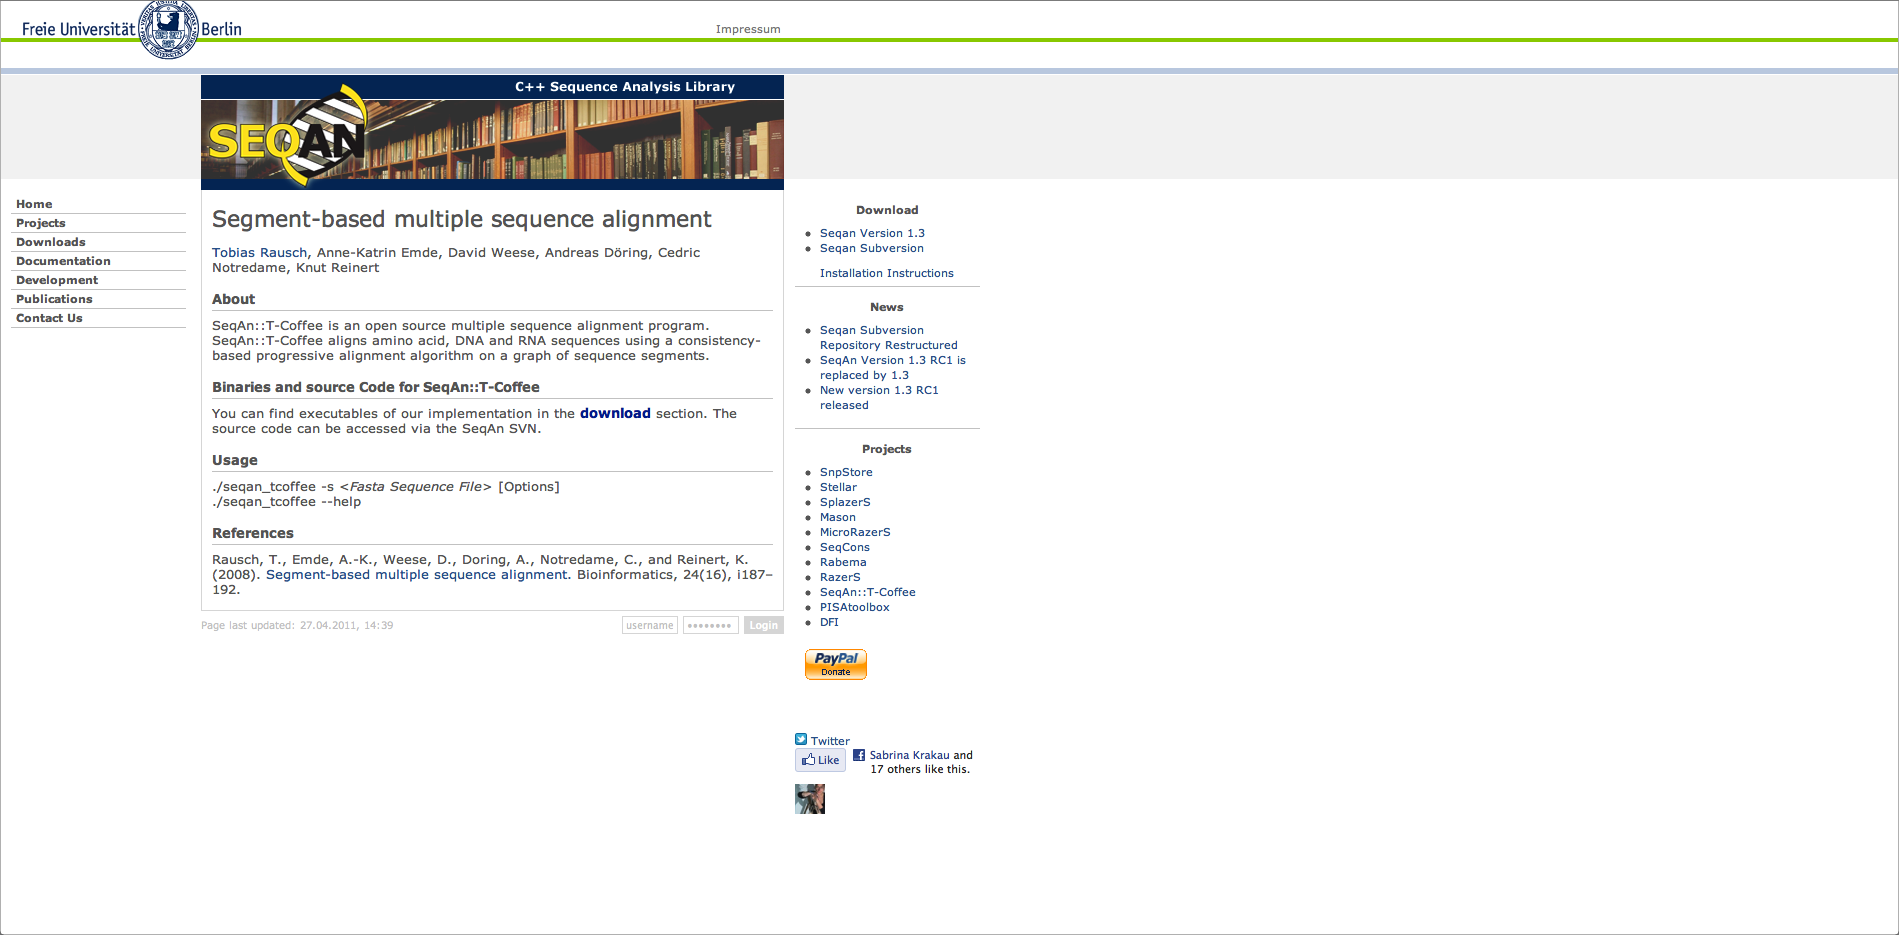 Freie Universität Berlin
Impressum
C++ Sequence Analysis Library
SEQAN
Home
Projects
Downloads
Documentation
Development
Publications
Contact Us
Segment-based multiple sequence alignment
Tobias Rausch, Anne-Katrin Emde, David Weese, Andreas Döring, Cedric
Notredame, Knut Reinert
About
SeqAn::T-Coffee is an open source multiple sequence alignment program.
SeqAn::T-Coffee aligns amino acid, DNA and RNA sequences using a consistency-
based progressive alignment algorithm on a graph of sequence segments.
Binaries and source Code for SeqAn::T-Coffee
You can find executables of our implementation in the download section. The
source code can be accessed via the SeqAn SVN.
Usage
./seqan_tcoffee -s <Fasta Sequence File> [Options]
./seqan_tcoffee --help
References
Rausch, T., Emde, A.-K., Weese, D., Doring, A., Notredame, C., and Reinert, K.
(2008). Segment-based multiple sequence alignment. Bioinformatics, 24(16), i187–
192.
Page last updated: 27.04.2011, 14:39
username
••••••••
Login
Download
Seqan Version 1.3
Seqan Subversion
Installation Instructions
News
Seqan Subversion
Repository Restructured
SeqAn Version 1.3 RC1 is
replaced by 1.3
New version 1.3 RC1
released
Projects
SnpStore
Stellar
SplazerS
Mason
MicroRazerS
SeqCons
Rabema
RazerS
SeqAn::T-Coffee
PISAtoolbox
DFI
PayPal
Donate
Twitter
Like
Sabrina Krakau and
17 others like this.